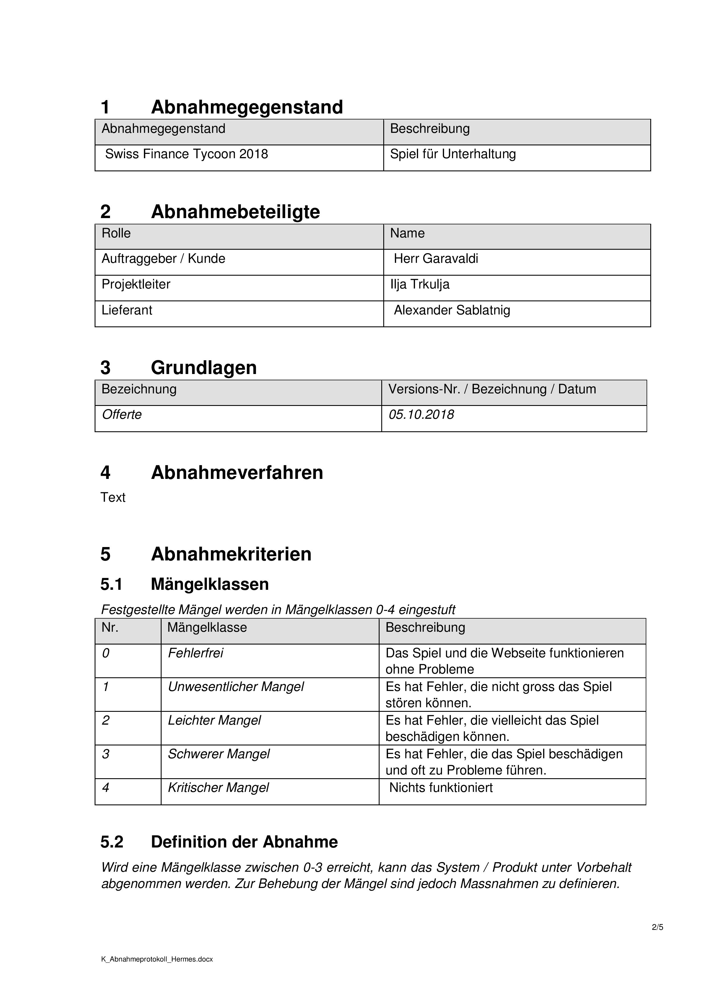 1 Abnahmegegenstand
Abnahmegegenstand Beschreibung
Swiss Finance Tycoon 2018 Spiel für Unterhaltung
2 Abnahmebeteiligte
Rolle Name
Auftraggeber / Kunde Herr Garavaldi
Projektleiter Ilja Trkulja
Lieferant Alexander Sablatnig
3 Grundlagen
Bezeichnung Versions-Nr. / Bezeichnung / Datum
Offerte 05.10.2018
4 Abnahmeverfahren
Text
5 Abnahmekriterien
5.1 Mängelklassen
Festgestellte Mängel werden in Mängelklassen 0-4 eingestuft
Nr. Mängelklasse Beschreibung
0 Fehlerfrei Das Spiel und die Webseite funktionieren
ohne Probleme
1 Unwesentlicher Mangel Es hat Fehler, die nicht gross das Spiel
stören können.
2 Leichter Mangel Es hat Fehler, die vielleicht das Spiel
beschädigen können.
3 Schwerer Mangel Es hat Fehler, die das Spiel beschädigen
und oft zu Probleme führen.
4 Kritischer Mangel Nichts funktioniert
5.2 Definition der Abnahme
Wird eine Mängelklasse zwischen 0-3 erreicht, kann das System / Produkt unter Vorbehalt
abgenommen werden. Zur Behebung der Mängel sind jedoch Massnahmen zu definieren.
2/5
K_Abnahmeprotokoll_Hermes.docx